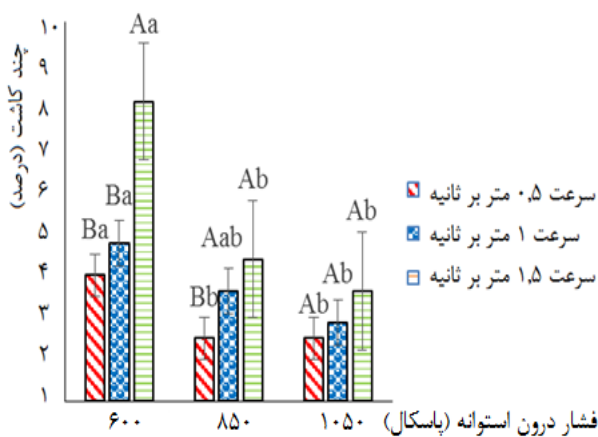 چند کاشت (درصد)
۱۰
۹
۸
۷
۶
۵
۴
۳
۲
1
Aa
Ba
Ba
Ab
Aab
Bb
Ab
Ab
Ab
سرعت ۰.۵ متر بر ثانیه
سرعت ۱ متر بر ثانیه
سرعت ۱.۵ متر بر ثانیه
۶۰۰ ۸۵۰ ۱۰۵۰
فشار درون استوانه (پاسکال)